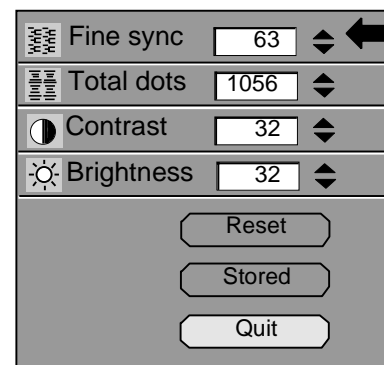 Fine sync 63
Total dots 1056
Contrast 32
Brightness 32
Reset
Stored
Quit